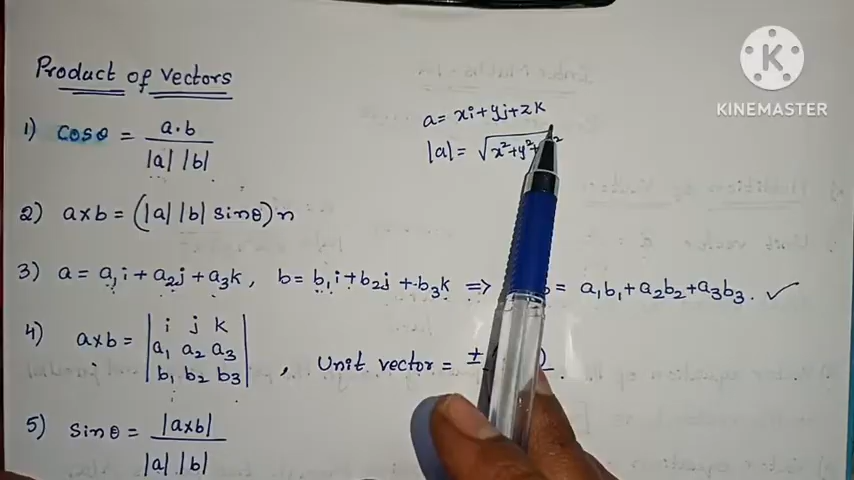 Product of vectors
KINEMASTER
1) cosθ = a.b / |a| |b|
a = xi+yj+zk
|a| = √x²+y²+
2) a×b = (|a| |b| sinθ)n
3) a = a₁i+a₂j+a₃k, b = b₁i+b₂j+b₃k ⇒ = a₁b₁+a₂b₂+a₃b₃. ✓
4) a×b = | i j k
a₁ a₂ a₃
b₁ b₂ b₃ | , Unit vector = ±
5) sinθ = |a×b| / |a| |b|